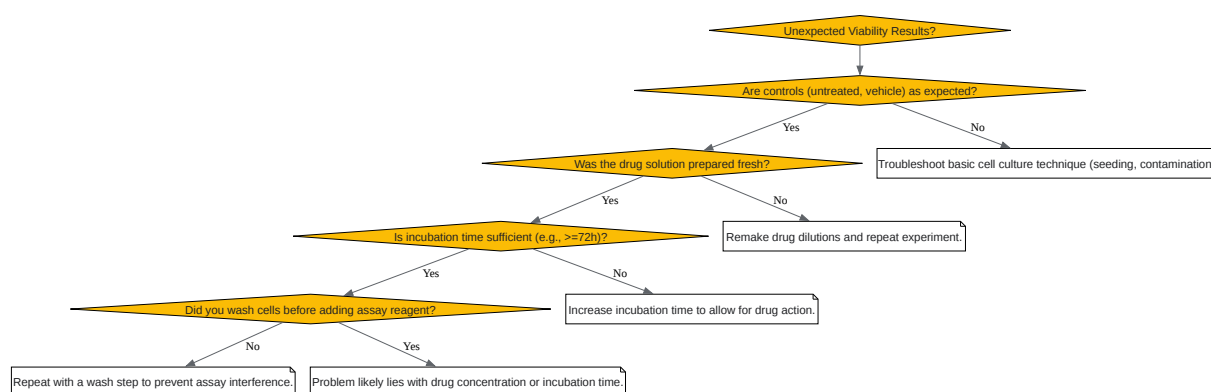 Unexpected Viability Results?
Are controls (untreated, vehicle) as expected?
Yes
No
Was the drug solution prepared fresh?
Troubleshoot basic cell culture technique (seeding, contamination
Yes
No
Is incubation time sufficient (e.g., >=72h)?
Remake drug dilutions and repeat experiment.
Yes
No
Did you wash cells before adding assay reagent?
Increase incubation time to allow for drug action.
No
Yes
Repeat with a wash step to prevent assay interference.
Problem likely lies with drug concentration or incubation time.